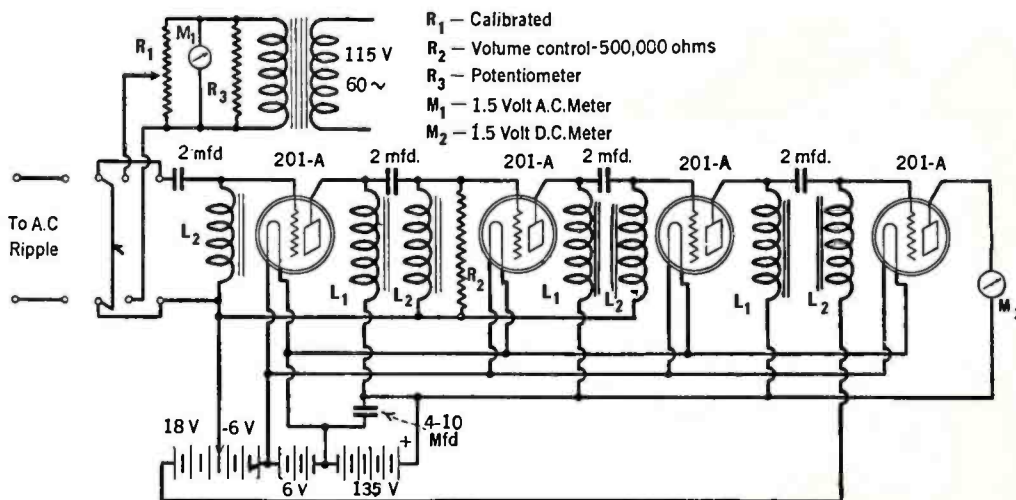 R1 – Calibrated
R2 – Volume control-500,000 ohms
R3 – Potentiometer
M1 – 1.5 Volt A.C. Meter
M2 – 1.5 Volt D.C. Meter
R1
M1
R3
115 V
60 ~
2 mfd
201-A
2 mfd.
201-A
2 mfd.
201-A
2 mfd.
201-A
To A.C
Ripple
L2
L1
L2
R2
L1
L2
L1
L2
M
18 V
-6 V
6 V
135 V
+
4-10
Mfd